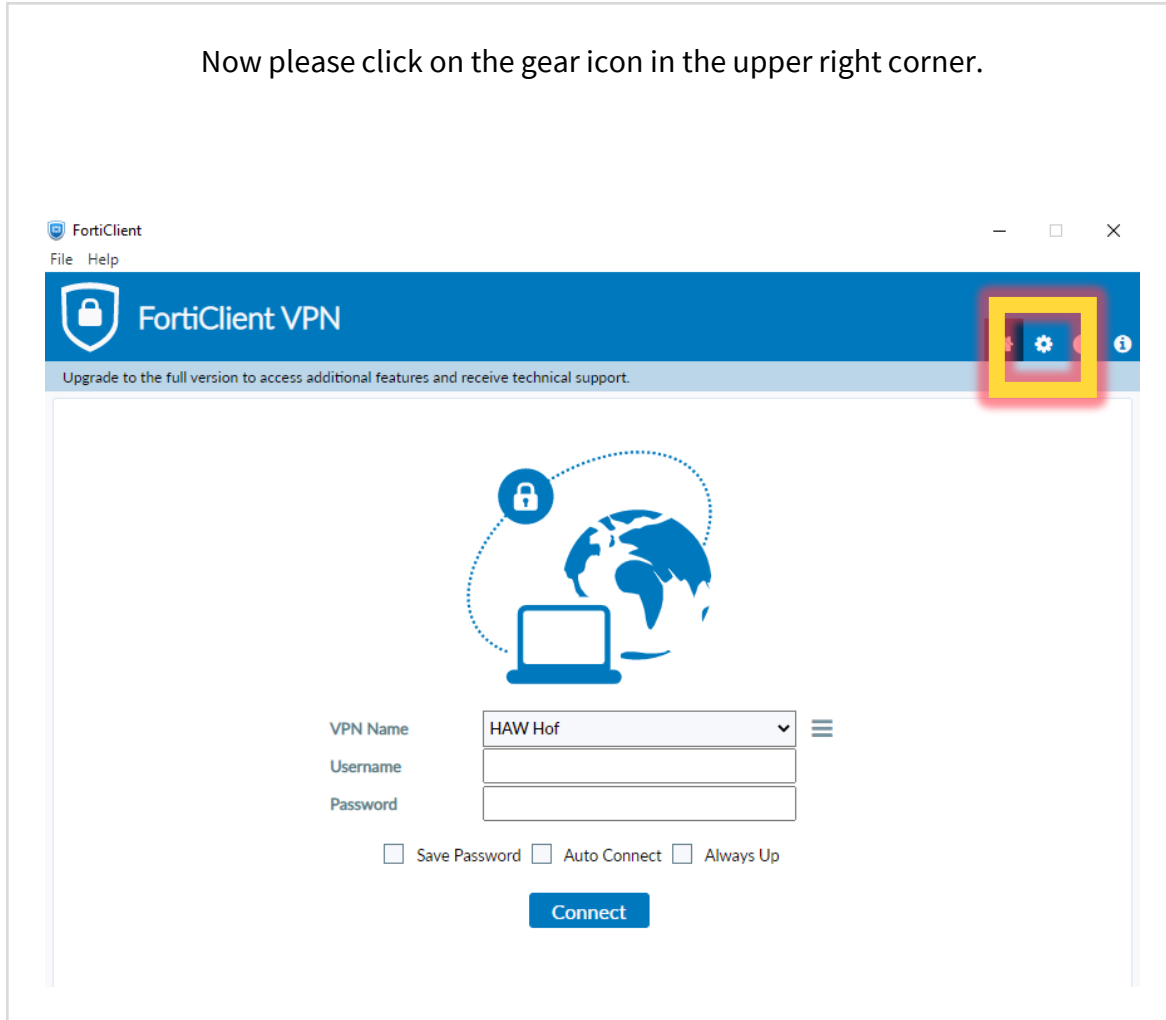 Now please click on the gear icon in the upper right corner.
FortiClient
File Help
FortiClient VPN
Upgrade to the full version to access additional features and receive technical support.
VPN Name HAW Hof
Username
Password
Save Password Auto Connect Always Up
Connect